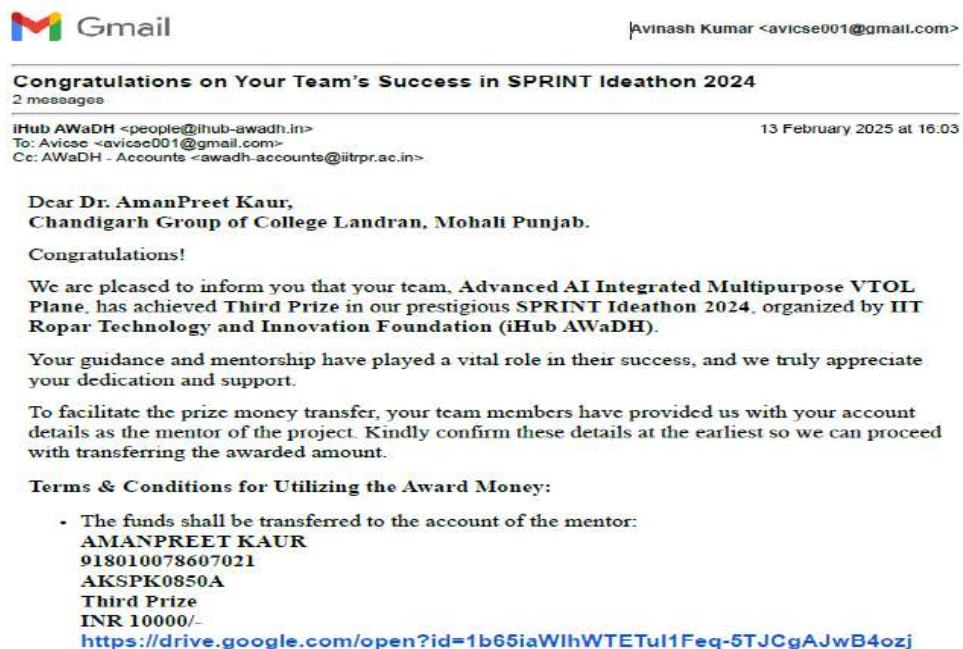 Gmail
Avinash Kumar <avicse001@gmail.com>
Congratulations on Your Team's Success in SPRINT Ideathon 2024
2 messages
iHub AWaDH <people@ihub-awadh.in>
13 February 2025 at 16:03
To: Avicse <avicse001@gmail.com>
Cc: AWaDH - Accounts <awadh-accounts@iitrpr.ac.in>
Dear Dr. AmanPreet Kaur,
Chandigarh Group of College Landran, Mohali Punjab.
Congratulations!
We are pleased to inform you that your team, Advanced AI Integrated Multipurpose VTOL
Plane, has achieved Third Prize in our prestigious SPRINT Ideathon 2024, organized by IIT
Ropar Technology and Innovation Foundation (iHub AWaDH).
Your guidance and mentorship have played a vital role in their success, and we truly appreciate
your dedication and support.
To facilitate the prize money transfer, your team members have provided us with your account
details as the mentor of the project. Kindly confirm these details at the earliest so we can proceed
with transferring the awarded amount.
Terms & Conditions for Utilizing the Award Money:
• The funds shall be transferred to the account of the mentor:
AMANPREET KAUR
918010078607021
AKSPK0850A
Third Prize
INR 10000/-
https://drive.google.com/open?id=1b65iaWIhWTETul1Feq-5TJCgAJwB4ozj